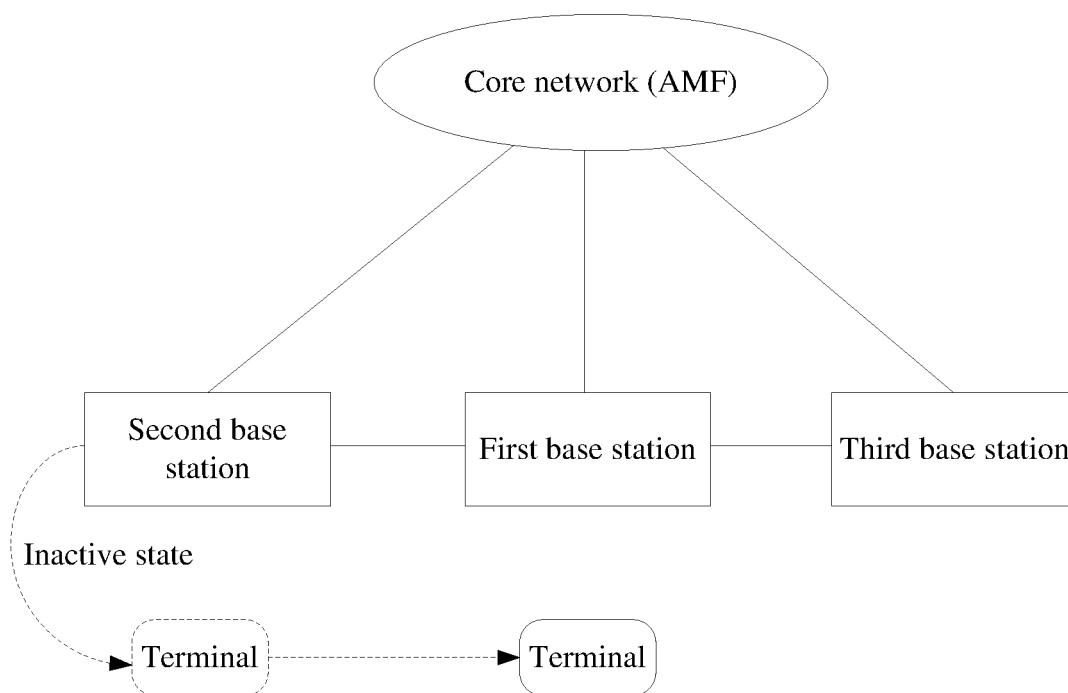 Core network (AMF)
Second base
station
First base station
Third base station
Inactive state
Terminal
Terminal